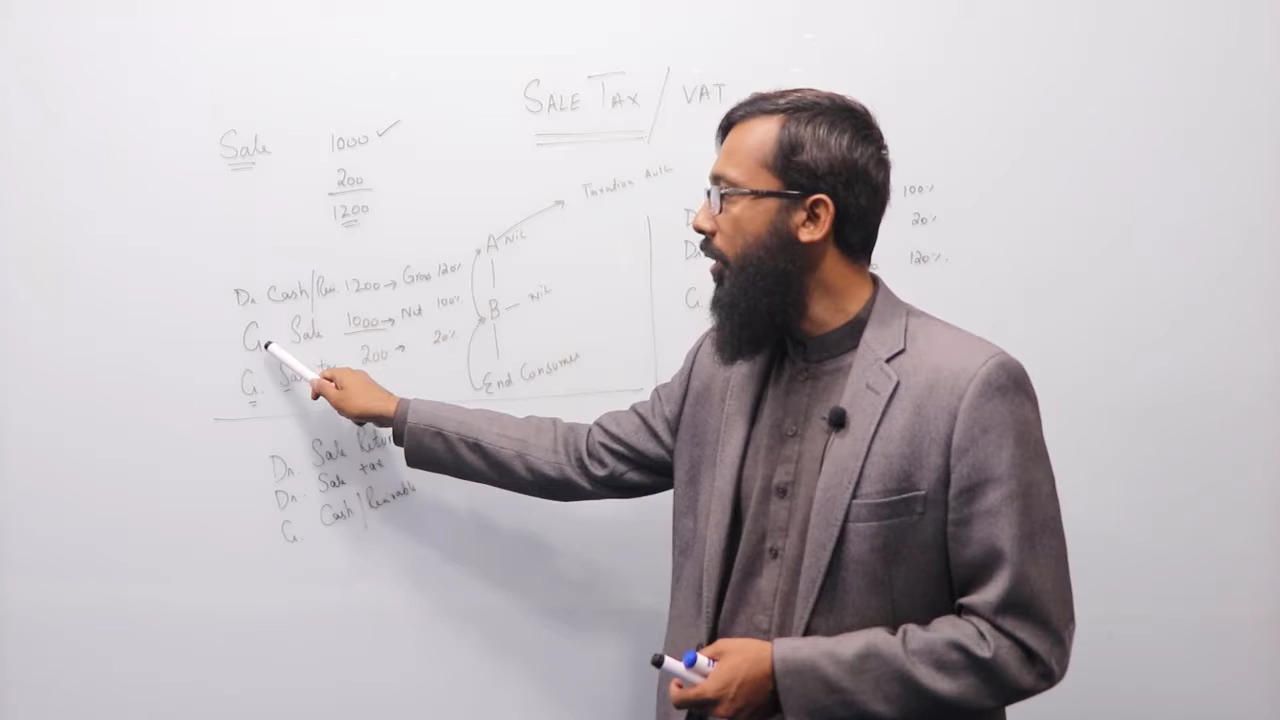 SALE TAX / VAT
Sale 1000 ✓
200
1200
Taxation Auth
A Nil
B – Nil
End Consumer
Dr. Cash/Rec. 1200 → Gross 120%
Cr. Sale 1000 → Net 100%
Cr. Sale 200 → 20%
Dr. Sale Return
Dr. Sale tax
Cr. Cash/Receivable
100%
20%
120%